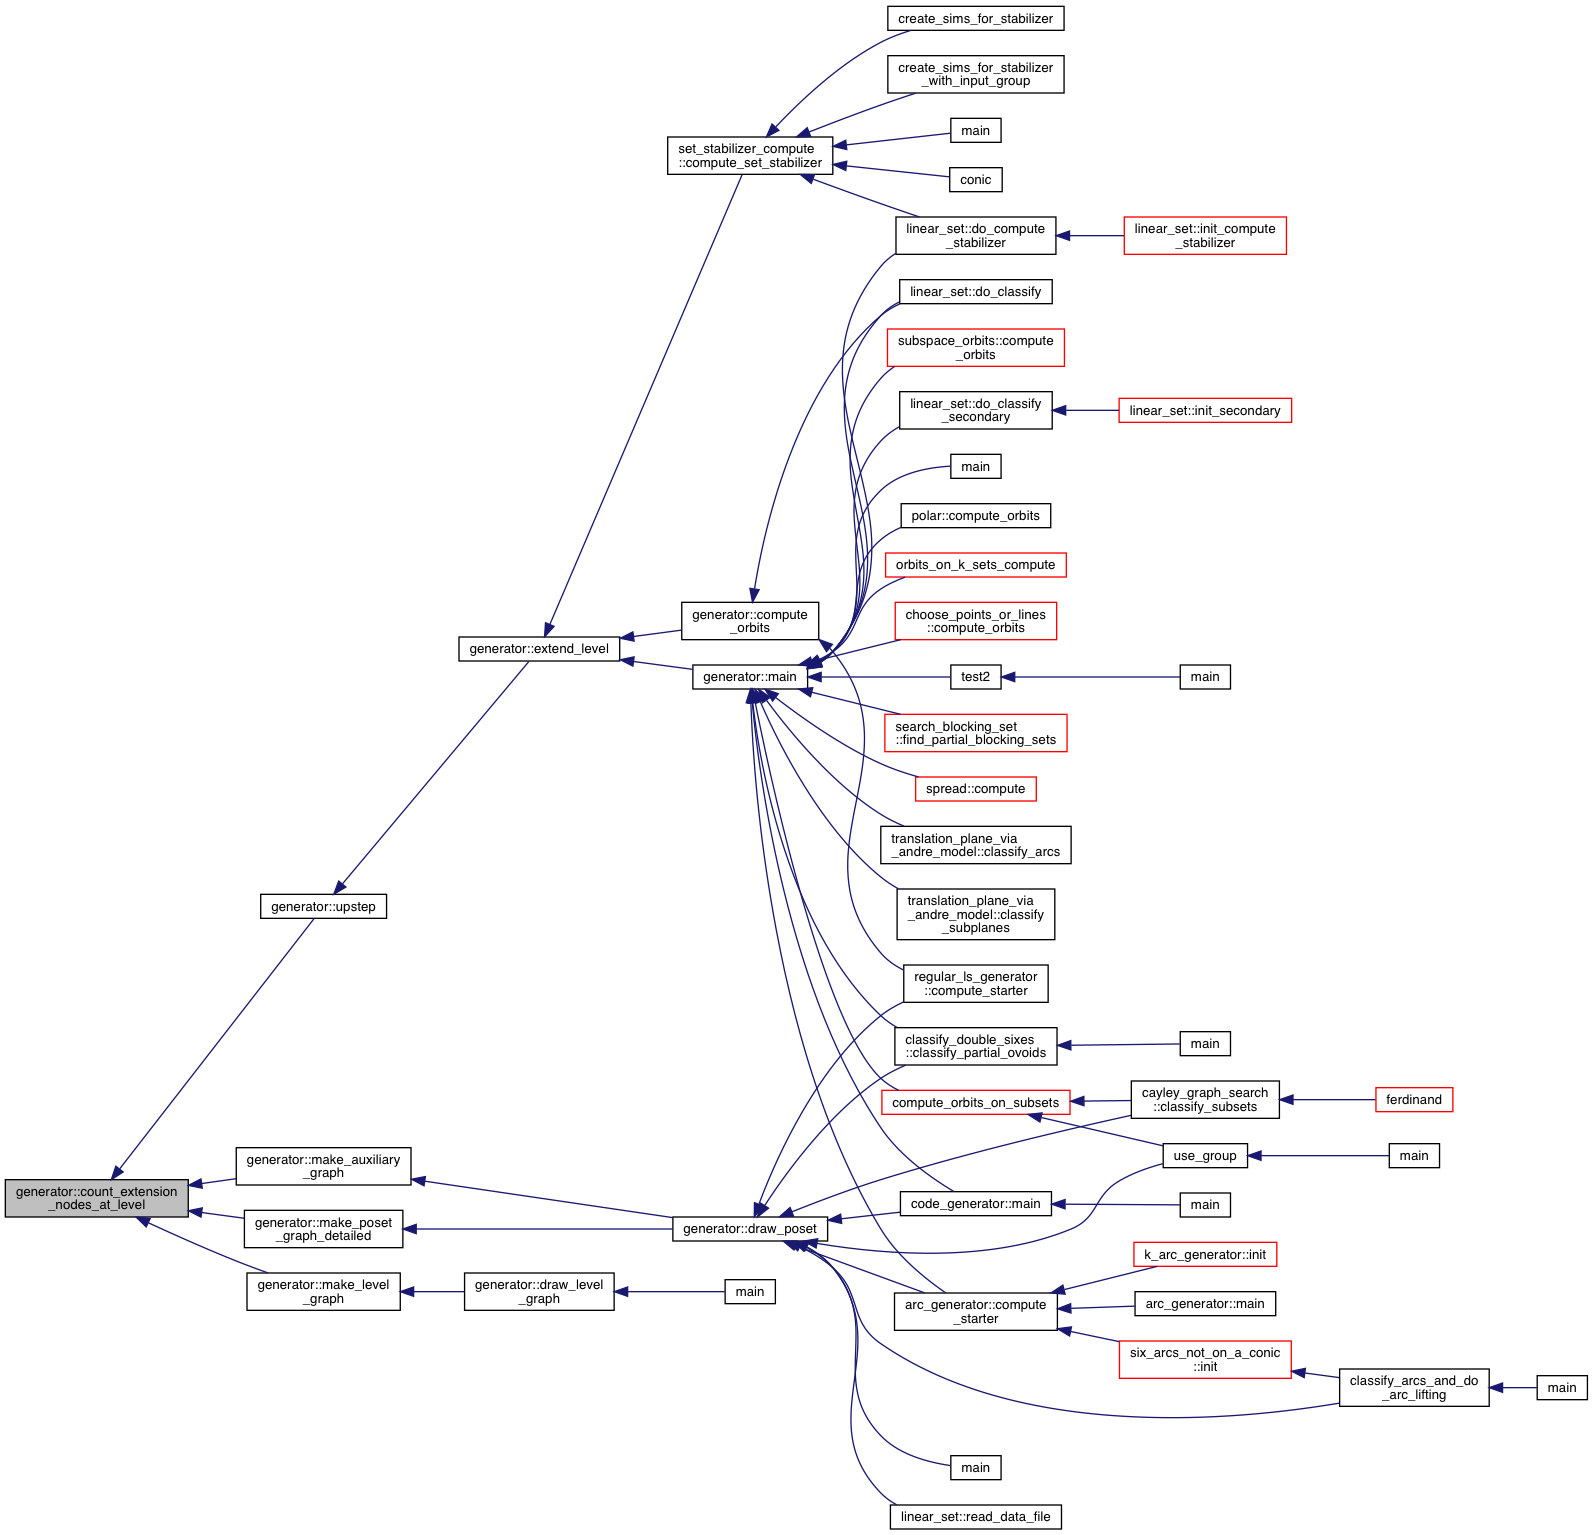 create_sims_for_stabilizer
create_sims_for_stabilizer
_with_input_group
main
set_stabilizer_compute
::compute_set_stabilizer
conic
linear_set::do_compute
_stabilizer
linear_set::init_compute
_stabilizer
linear_set::do_classify
subspace_orbits::compute
_orbits
linear_set::do_classify
_secondary
linear_set::init_secondary
main
polar::compute_orbits
orbits_on_k_sets_compute
generator::compute
_orbits
choose_points_or_lines
::compute_orbits
generator::extend_level
generator::main
test2
main
search_blocking_set
::find_partial_blocking_sets
spread::compute
translation_plane_via
_andre_model::classify_arcs
generator::upstep
translation_plane_via
_andre_model::classify
_subplanes
regular_ls_generator
::compute_starter
classify_double_sixes
::classify_partial_ovoids
main
compute_orbits_on_subsets
cayley_graph_search
::classify_subsets
ferdinand
use_group
main
generator::make_auxiliary
_graph
generator::count_extension
_nodes_at_level
generator::make_poset
_graph_detailed
generator::draw_poset
code_generator::main
main
k_arc_generator::init
generator::make_level
_graph
generator::draw_level
_graph
main
arc_generator::compute
_starter
arc_generator::main
six_arcs_not_on_a_conic
::init
classify_arcs_and_do
_arc_lifting
main
main
linear_set::read_data_file